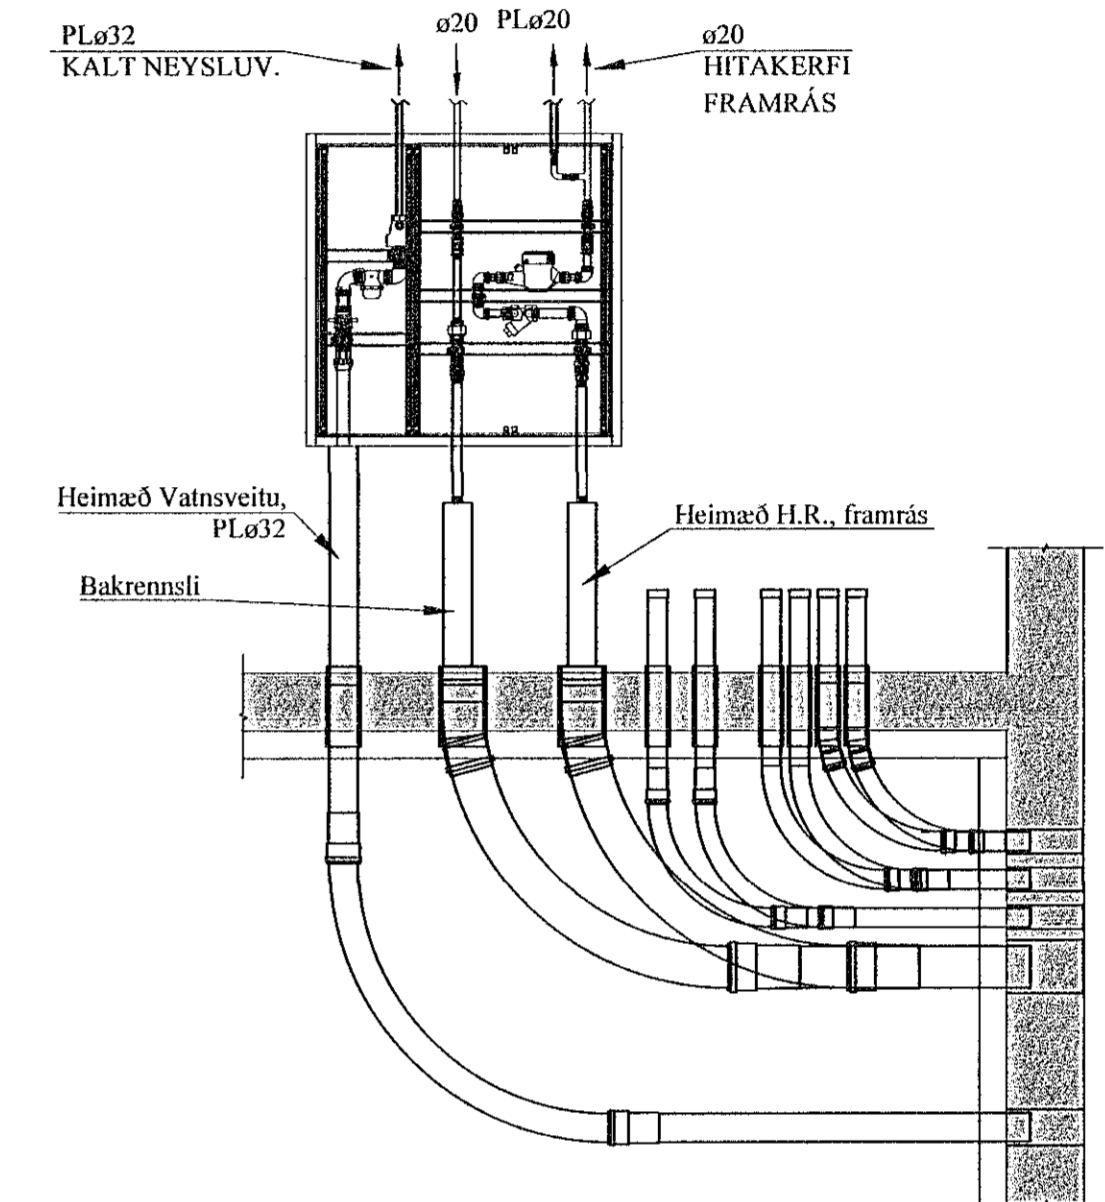 PLø32
KALT NEYSLUV.
ø20
PLø20
ø20
HITAKERFI
FRAMRÁS
Heimæð Vatnsveitu,
PLø32
Bakrennsli
Heimæð H.R., framrás